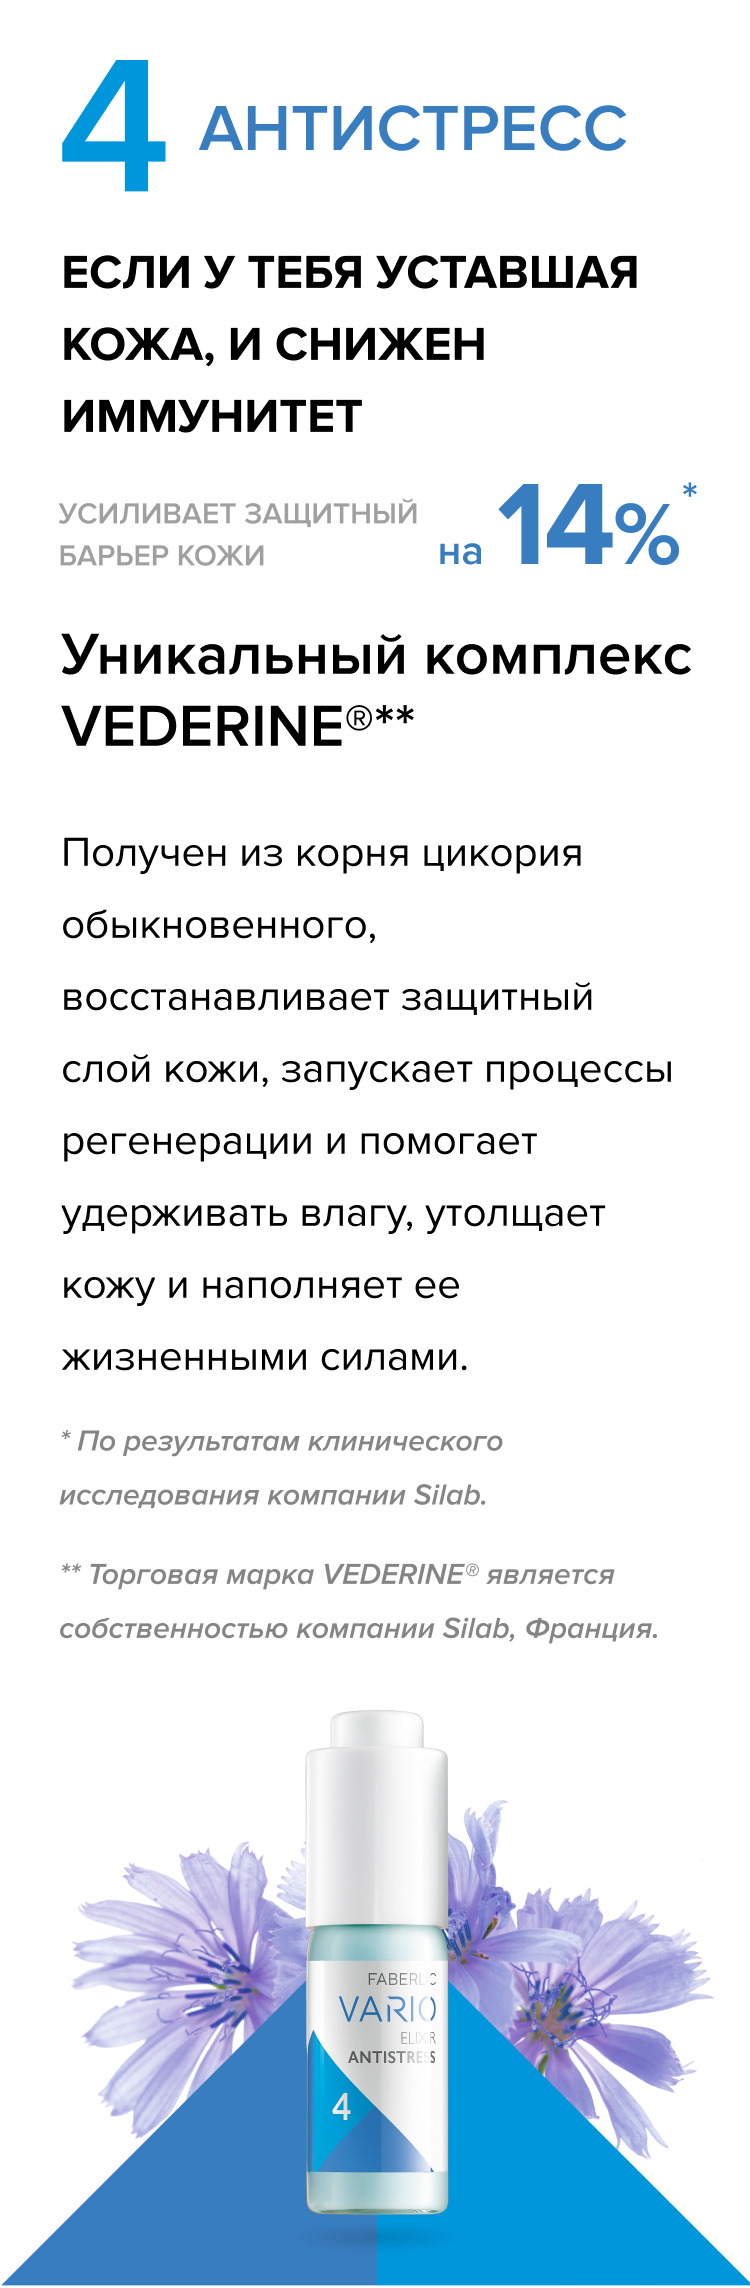 4 АНТИСТРЕСС
ЕСЛИ У ТЕБЯ УСТАВШАЯ
КОЖА, И СНИЖЕН
ИММУНИТЕТ
УСИЛИВАЕТ ЗАЩИТНЫЙ
БАРЬЕР КОЖИ
на 14%*
Уникальный комплекс
VEDERINE®**
Получен из корня цикория
обыкновенного,
восстанавливает защитный
слой кожи, запускает процессы
регенерации и помогает
удерживать влагу, утолщает
кожу и наполняет ее
жизненными силами.
* По результатам клинического
исследования компании Silab.
** Торговая марка VEDERINE® является
собственностью компании Silab, Франция.
FABERLIC
VARIO
ELIXIR
ANTISTRESS
4